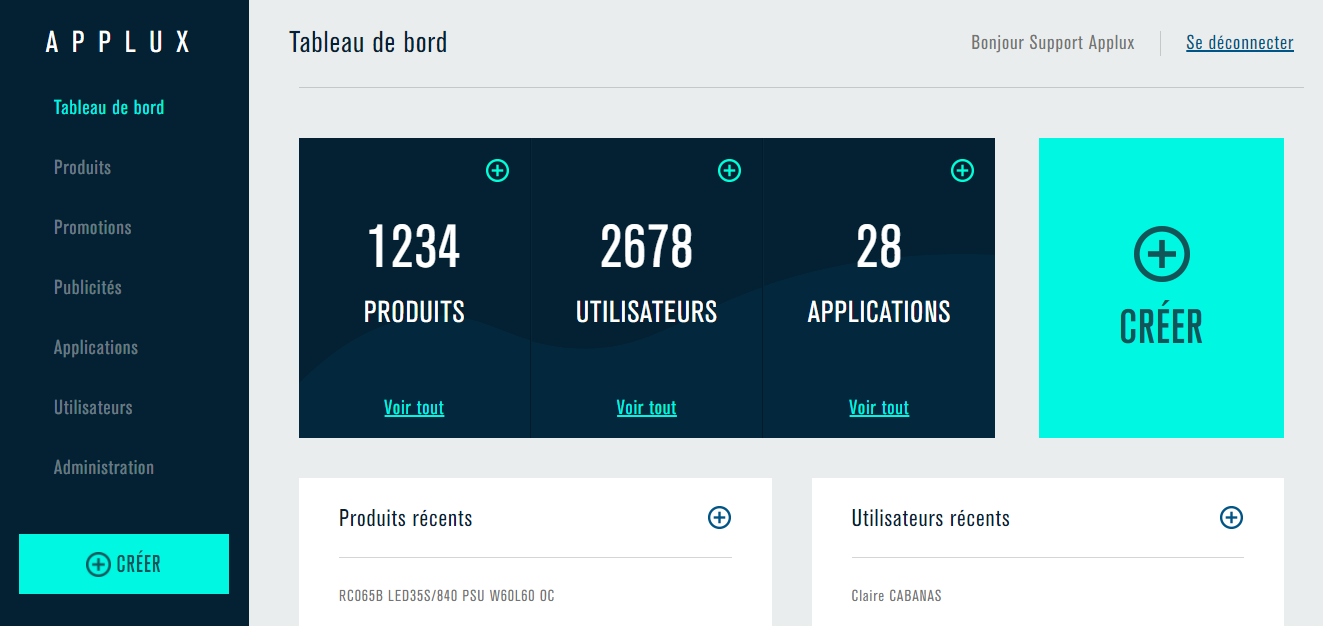 APPLUX
Tableau de bord
Produits
Promotions
Publicités
Applications
Utilisateurs
Administration
CRÉER
Tableau de bord
Bonjour Support Applux
Se déconnecter
1234
PRODUITS
Voir tout
2678
UTILISATEURS
Voir tout
28
APPLICATIONS
Voir tout
CRÉER
Produits récents
RC065B LED35S/840 PSU W60L60 OC
Utilisateurs récents
Claire CABANAS